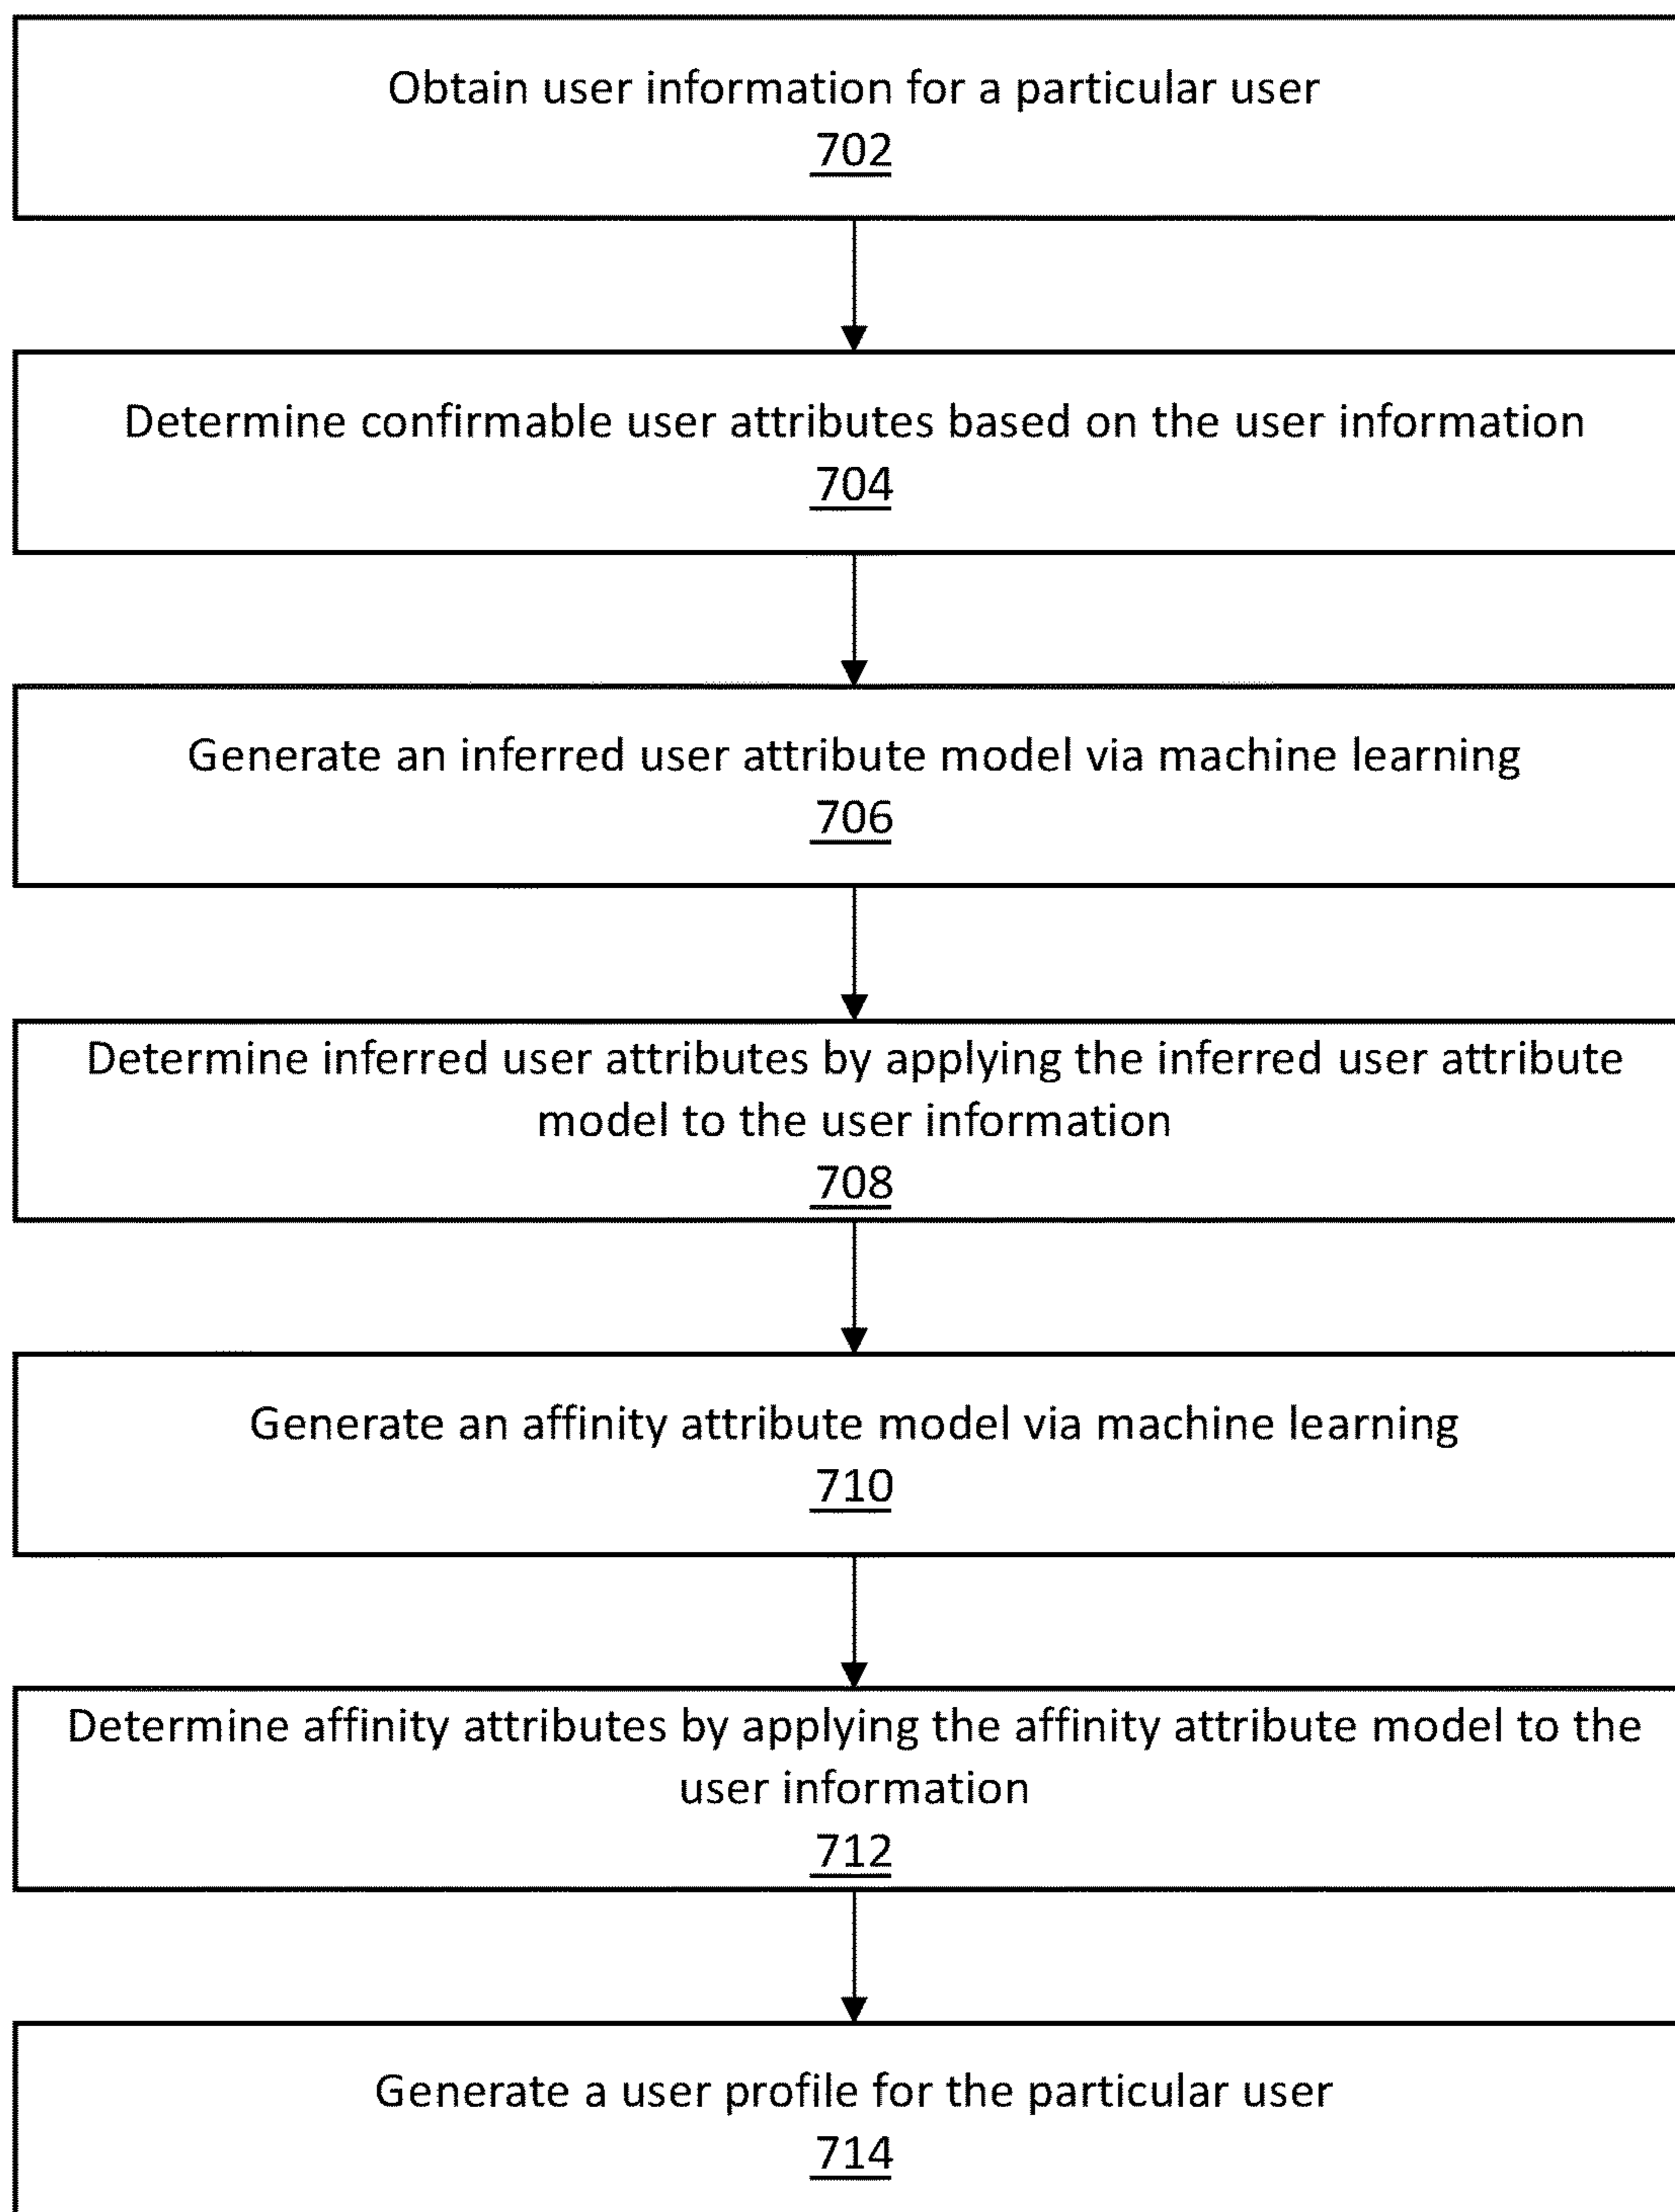 Obtain user information for a particular user
702
Determine confirmable user attributes based on the user information
704
Generate an inferred user attribute model via machine learning
706
Determine inferred user attributes by applying the inferred user attribute
model to the user information
708
Generate an affinity attribute model via machine learning
710
Determine affinity attributes by applying the affinity attribute model to the
user information
712
Generate a user profile for the particular user
714